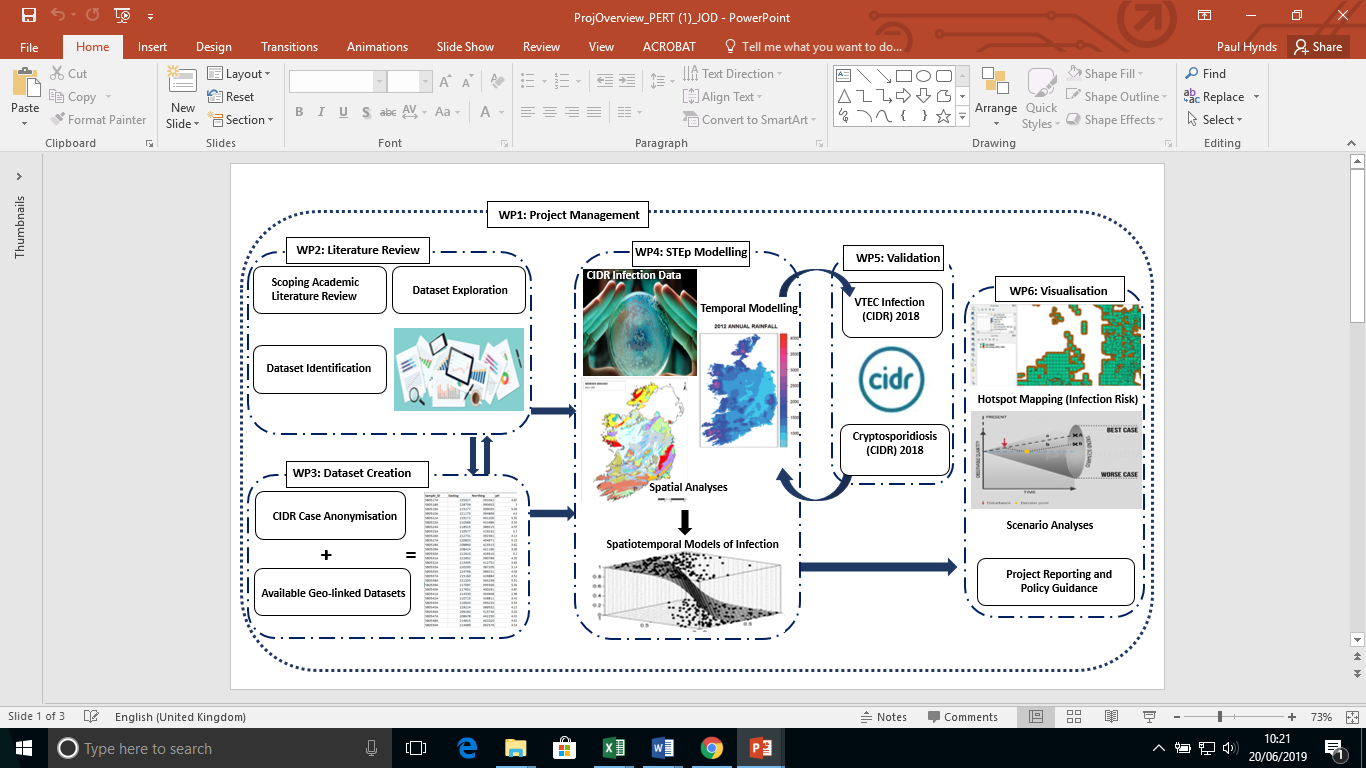 ProjOverview_PERT (1)_JOD - PowerPoint
File
Home
Insert
Design
Transitions
Animations
Slide Show
Review
View
ACROBAT
Tell me what you want to do...
Paul Hynds
Share
Paste
Cut
Copy
Format Painter
Clipboard
New Slide
Layout
Reset
Section
Slides
Font
Text Direction
Align Text
Convert to SmartArt
Paragraph
Arrange
Quick Styles
Shape Fill
Shape Outline
Shape Effects
Drawing
Find
Replace
Select
Editing
Thumbnails
WP1: Project Management
WP2: Literature Review
Scoping Academic
Literature Review
Dataset Exploration
Dataset Identification
WP3: Dataset Creation
CIDR Case Anonymisation
+
=
Available Geo-linked Datasets
WP4: STEp Modelling
CIDR Infection Data
Temporal Modelling
2012 ANNUAL RAINFALL
Spatial Analyses
Spatiotemporal Models of Infection
WP5: Validation
VTEC Infection
(CIDR) 2018
cidr
Cryptosporidiosis
(CIDR) 2018
WP6: Visualisation
Hotspot Mapping (Infection Risk)
PRESENT
BEST CASE
WORSE CASE
TIME
Scenario Analyses
Project Reporting and
Policy Guidance
Slide 1 of 3
English (United Kingdom)
Notes
Comments
73%
Type here to search
10:21
20/06/2019